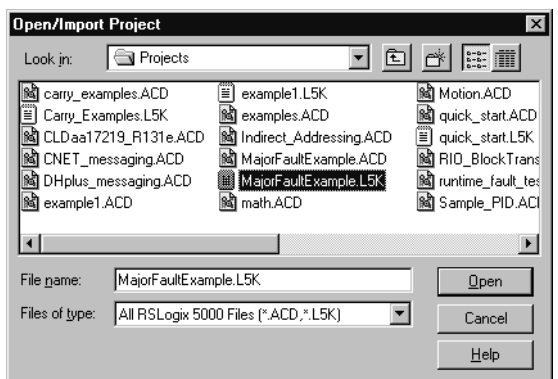 Open/Import Project
Look in: Projects
carry_examples.ACD example1.L5K Motion.ACD
Carry_Examples.L5K examples.ACD quick_start.ACD
CLDaa17219_R131e.ACD Indirect_Addressing.ACD quick_start.L5K
CNET_messaging.ACD MajorFaultExample.ACD RIO_BlockTrans
DHplus_messaging.ACD MajorFaultExample.L5K runtime_fault_tes
example1.ACD math.ACD Sample_PID.ACI
File name: MajorFaultExample.L5K Open
Files of type: All RSLogix 5000 Files (*.ACD,*.L5K) Cancel
Help